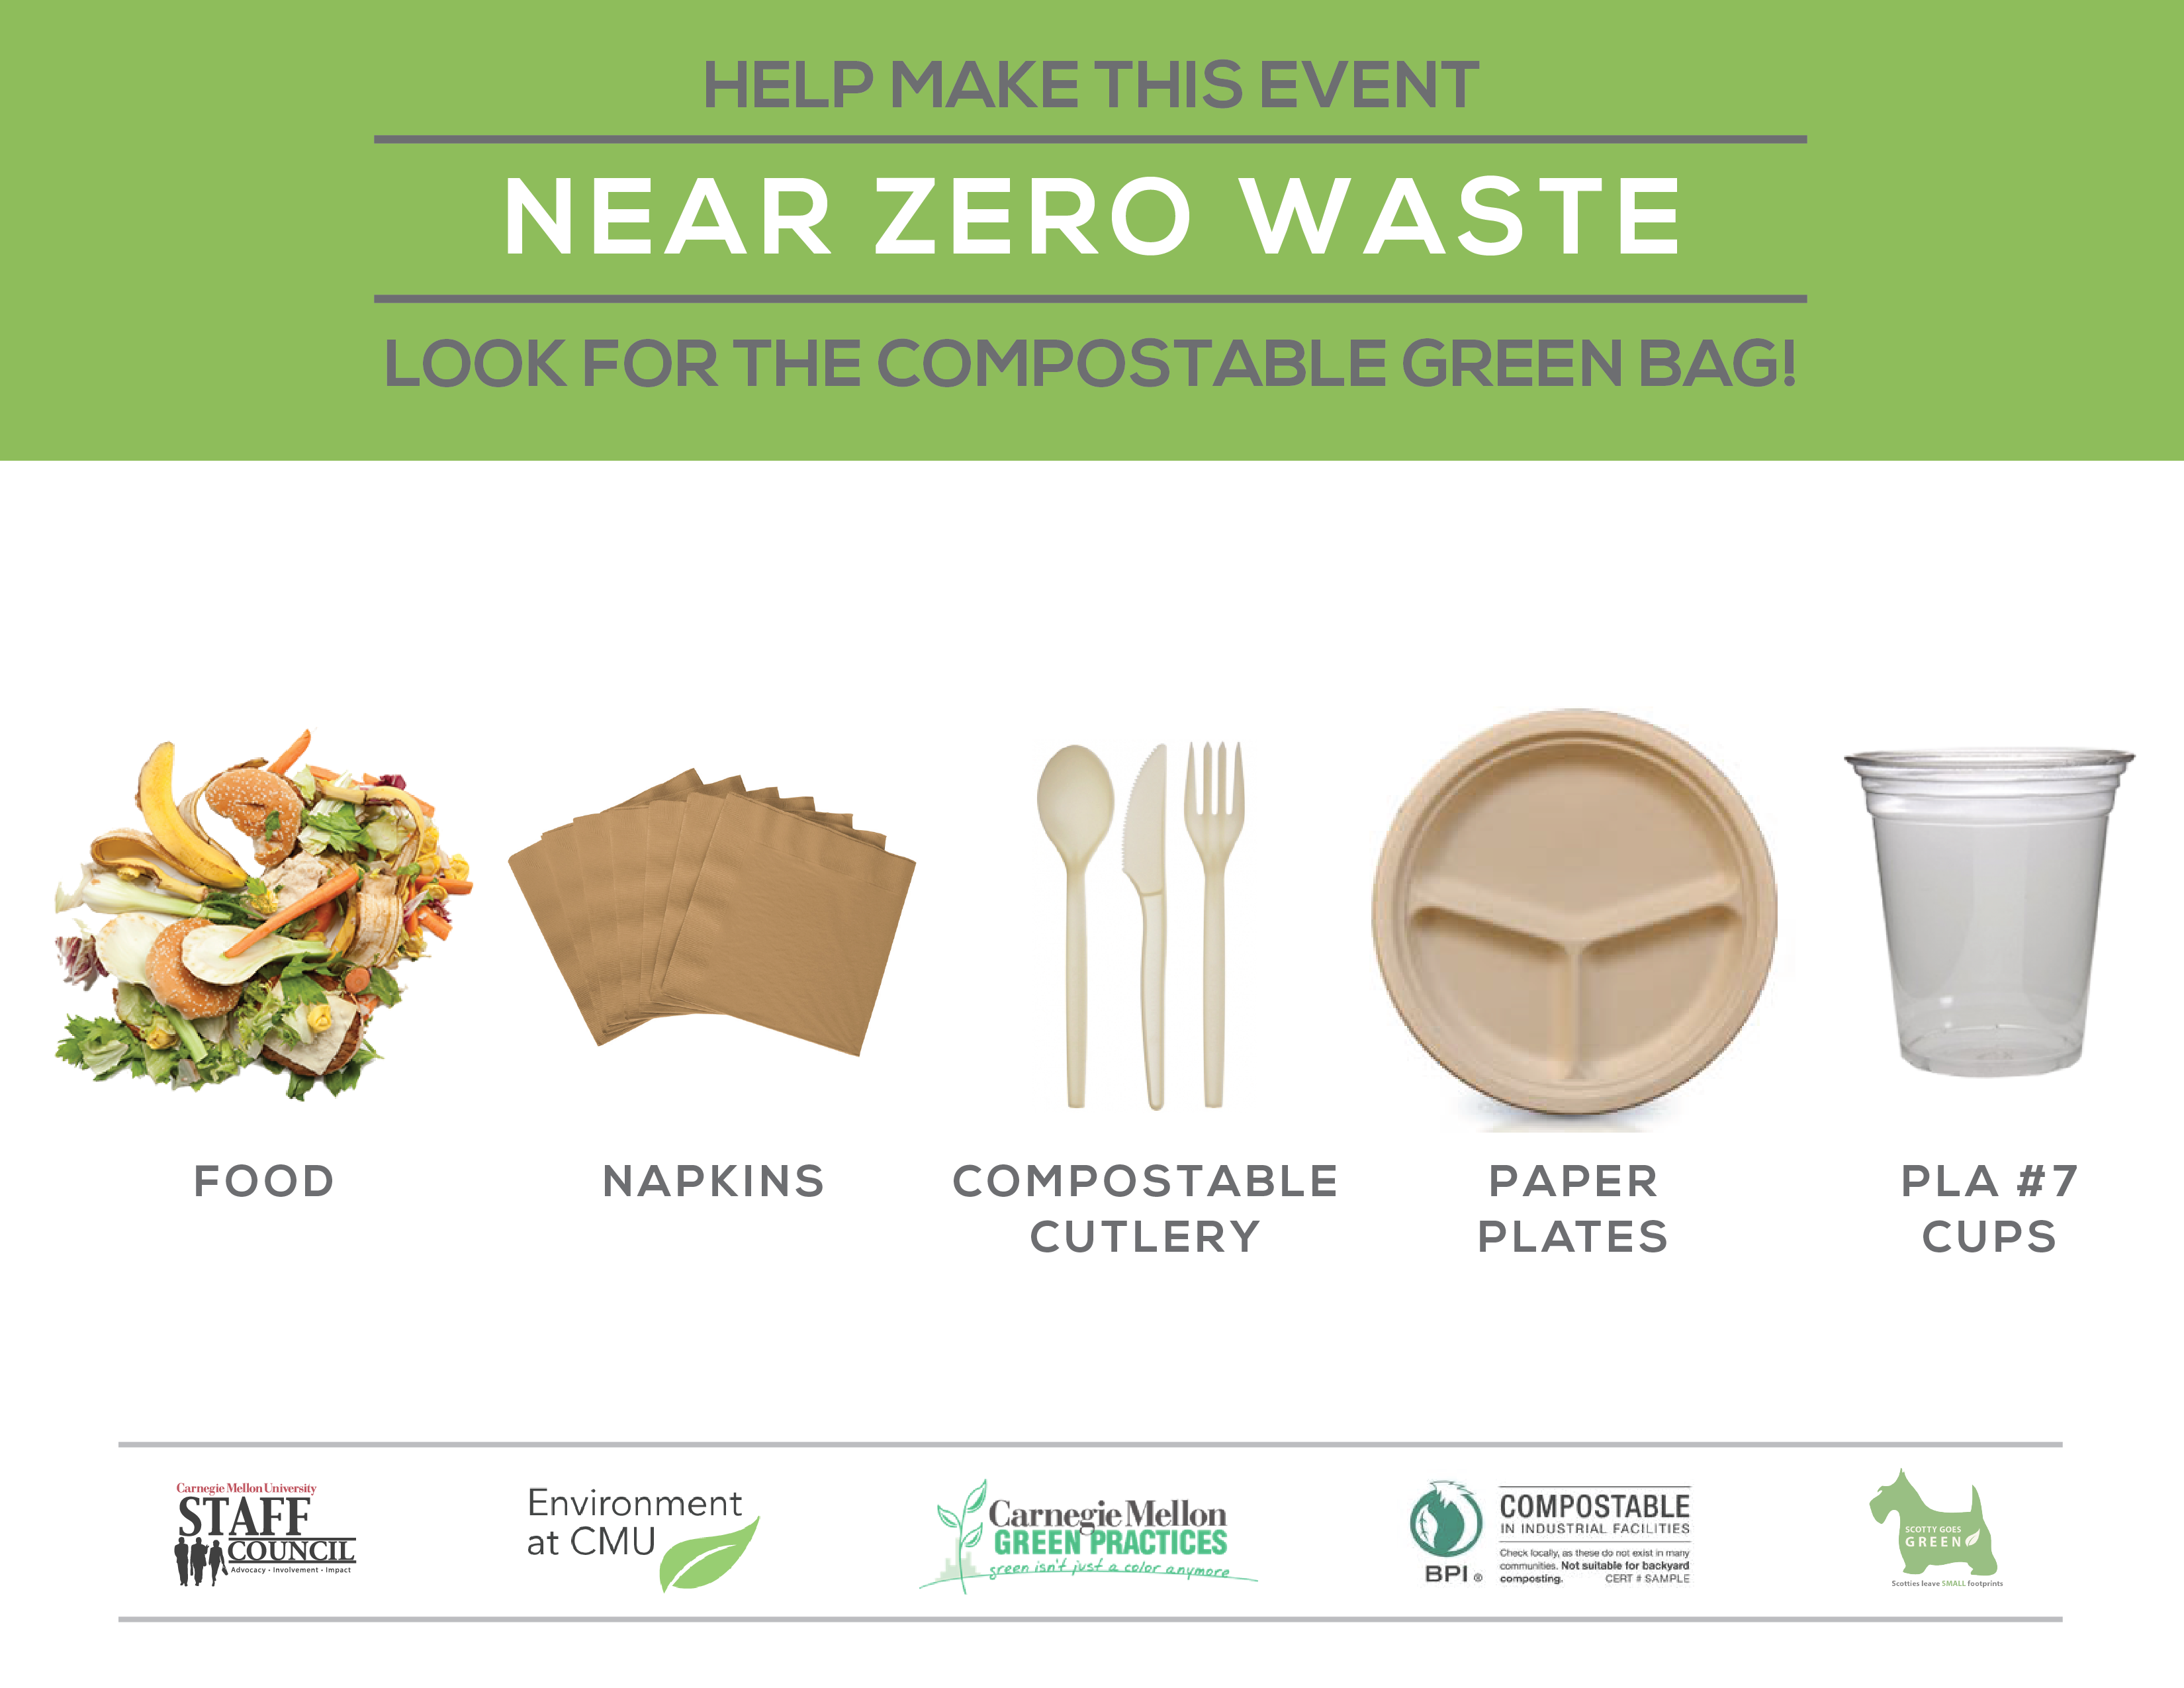 HELP MAKE THIS EVENT
NEAR ZERO WASTE
LOOK FOR THE COMPOSTABLE GREEN BAG!
FOOD
NAPKINS
COMPOSTABLE
CUTLERY
PAPER
PLATES
PLA #7
CUPS
Carnegie Mellon University
STAFF
COUNCIL
Advocacy • Involvement • Impact
Environment
at CMU
Carnegie Mellon
GREEN PRACTICES
green isn't just a color anymore
BPI ®
COMPOSTABLE
IN INDUSTRIAL FACILITIES
Check locally, as these do not exist in many
communities. Not suitable for backyard
composting. CERT # SAMPLE
SCOTTY GOES
GREEN
Scotties leave SMALL footprints